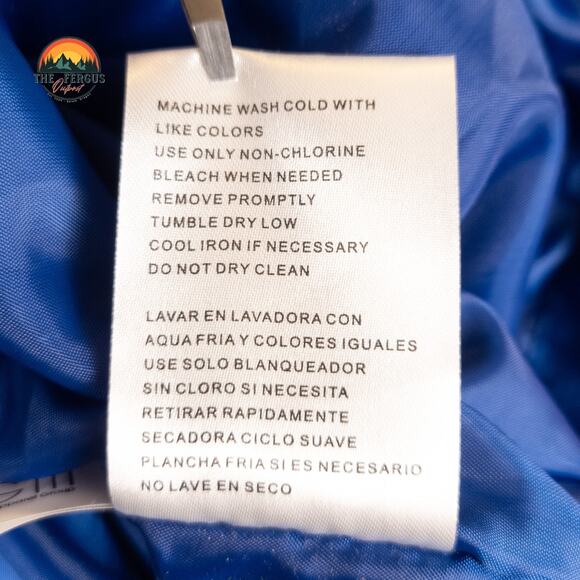 THE FERGUS
Outpost
MACHINE WASH COLD WITH
LIKE COLORS
USE ONLY NON-CHLORINE
BLEACH WHEN NEEDED
REMOVE PROMPTLY
TUMBLE DRY LOW
COOL IRON IF NECESSARY
DO NOT DRY CLEAN
LAVAR EN LAVADORA CON
AQUA FRIA Y COLORES IGUALES
USE SOLO BLANQUEADOR
SIN CLORO SI NECESITA
RETIRAR RAPIDAMENTE
SECADORA CICLO SUAVE
PLANCHA FRIA SI ES NECESARIO
NO LAVE EN SECO
Group